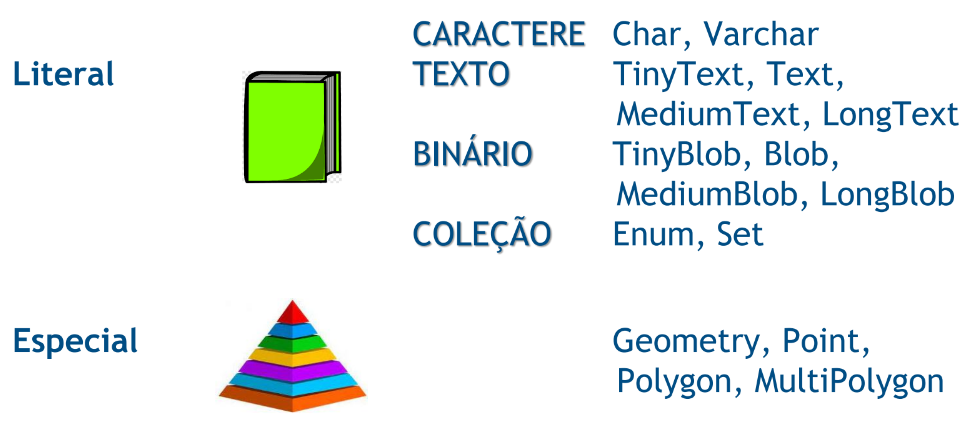 CARACTERE Char, Varchar
Literal TEXTO TinyText, Text,
MediumText, LongText
BINÁRIO TinyBlob, Blob,
MediumBlob, LongBlob
COLEÇÃO Enum, Set
Especial Geometry, Point,
Polygon, MultiPolygon